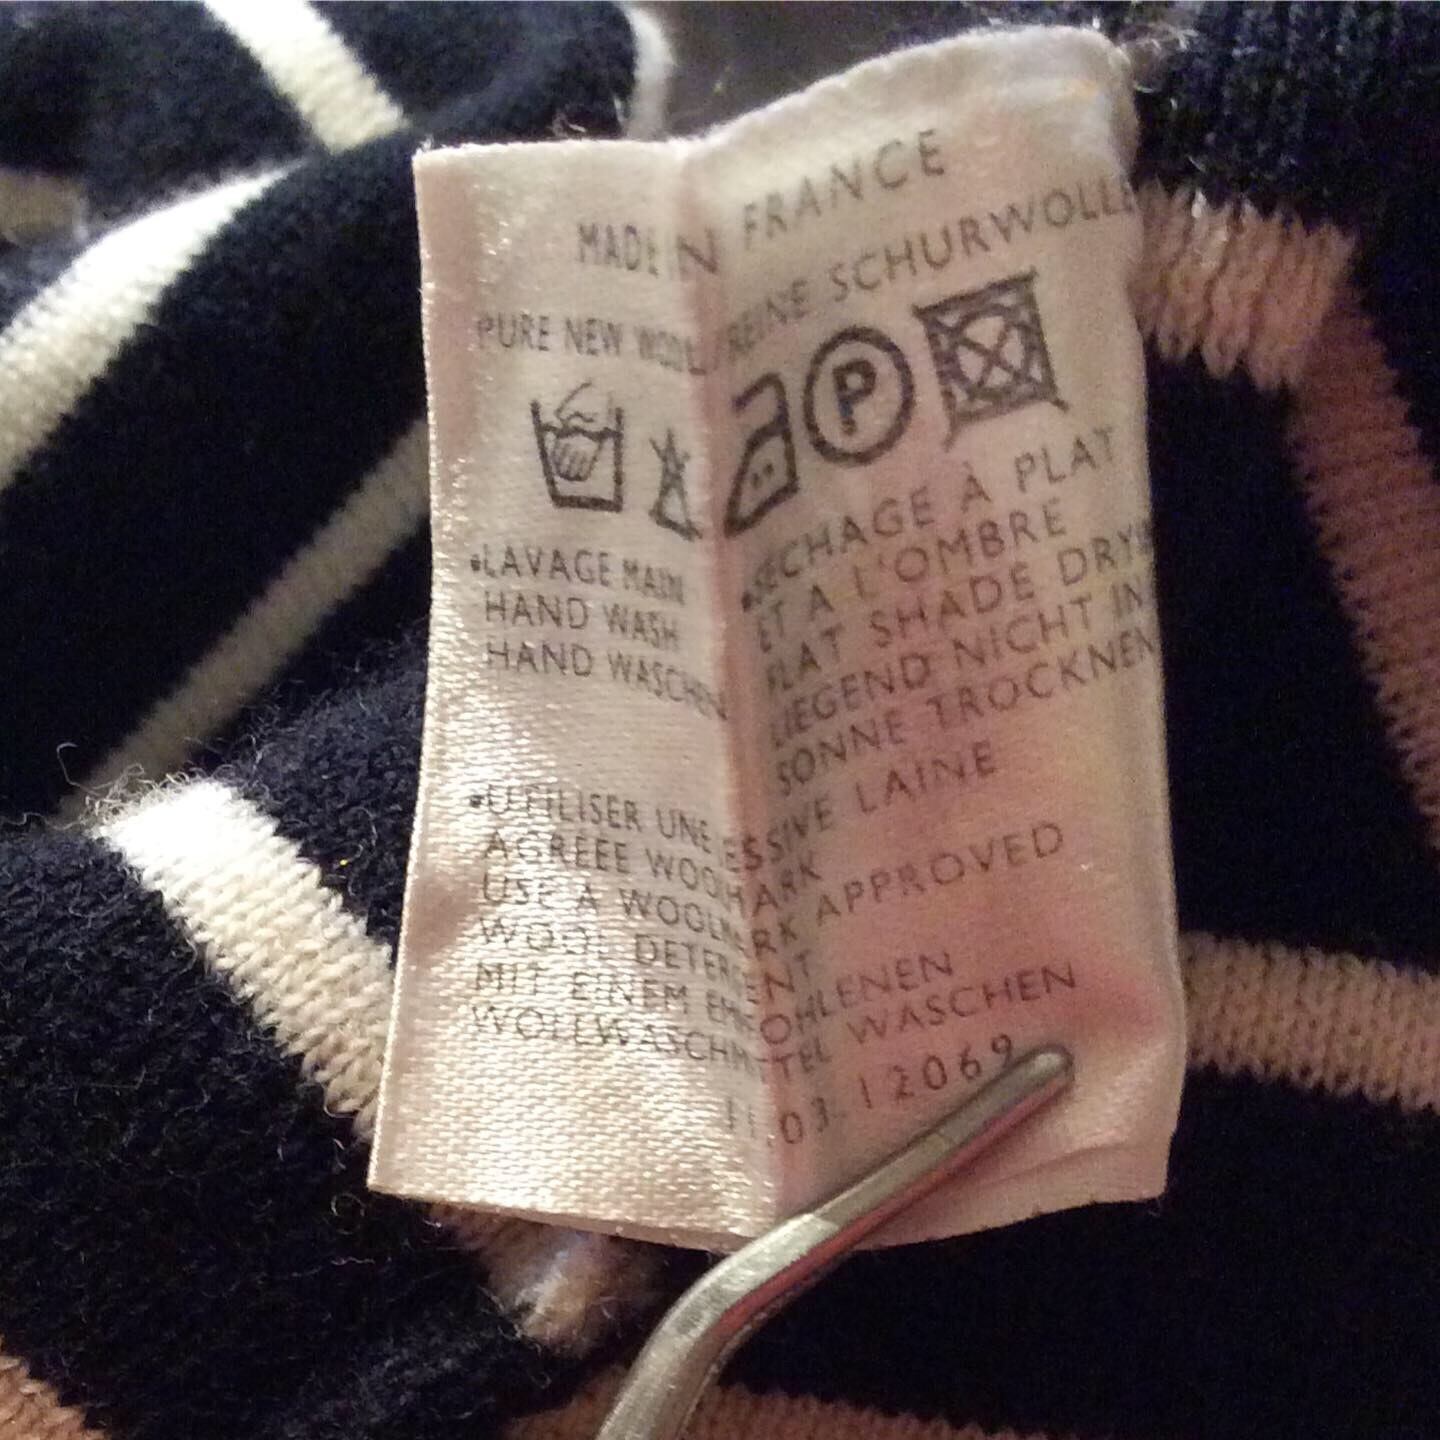 MADE IN FRANCE
PURE NEW WOOL / REINE SCHURWOLLE
P
•LAVAGE MAIN
HAND WASH
HAND WASCHEN
•SECHAGE À PLAT
ET A L'OMBRE
FLAT SHADE DRYI
LIEGEND NICHT IN
SONNE TROCKNEN
•UTILISER UNE LESSIVE LAINE
AGREEE WOOLMARK
USE A WOOLMARK APPROVED
WOOL DETERGENT
MIT EINEM EMPFOHLENEN
WOLLWASCHMITTEL WASCHEN
11.03.12069